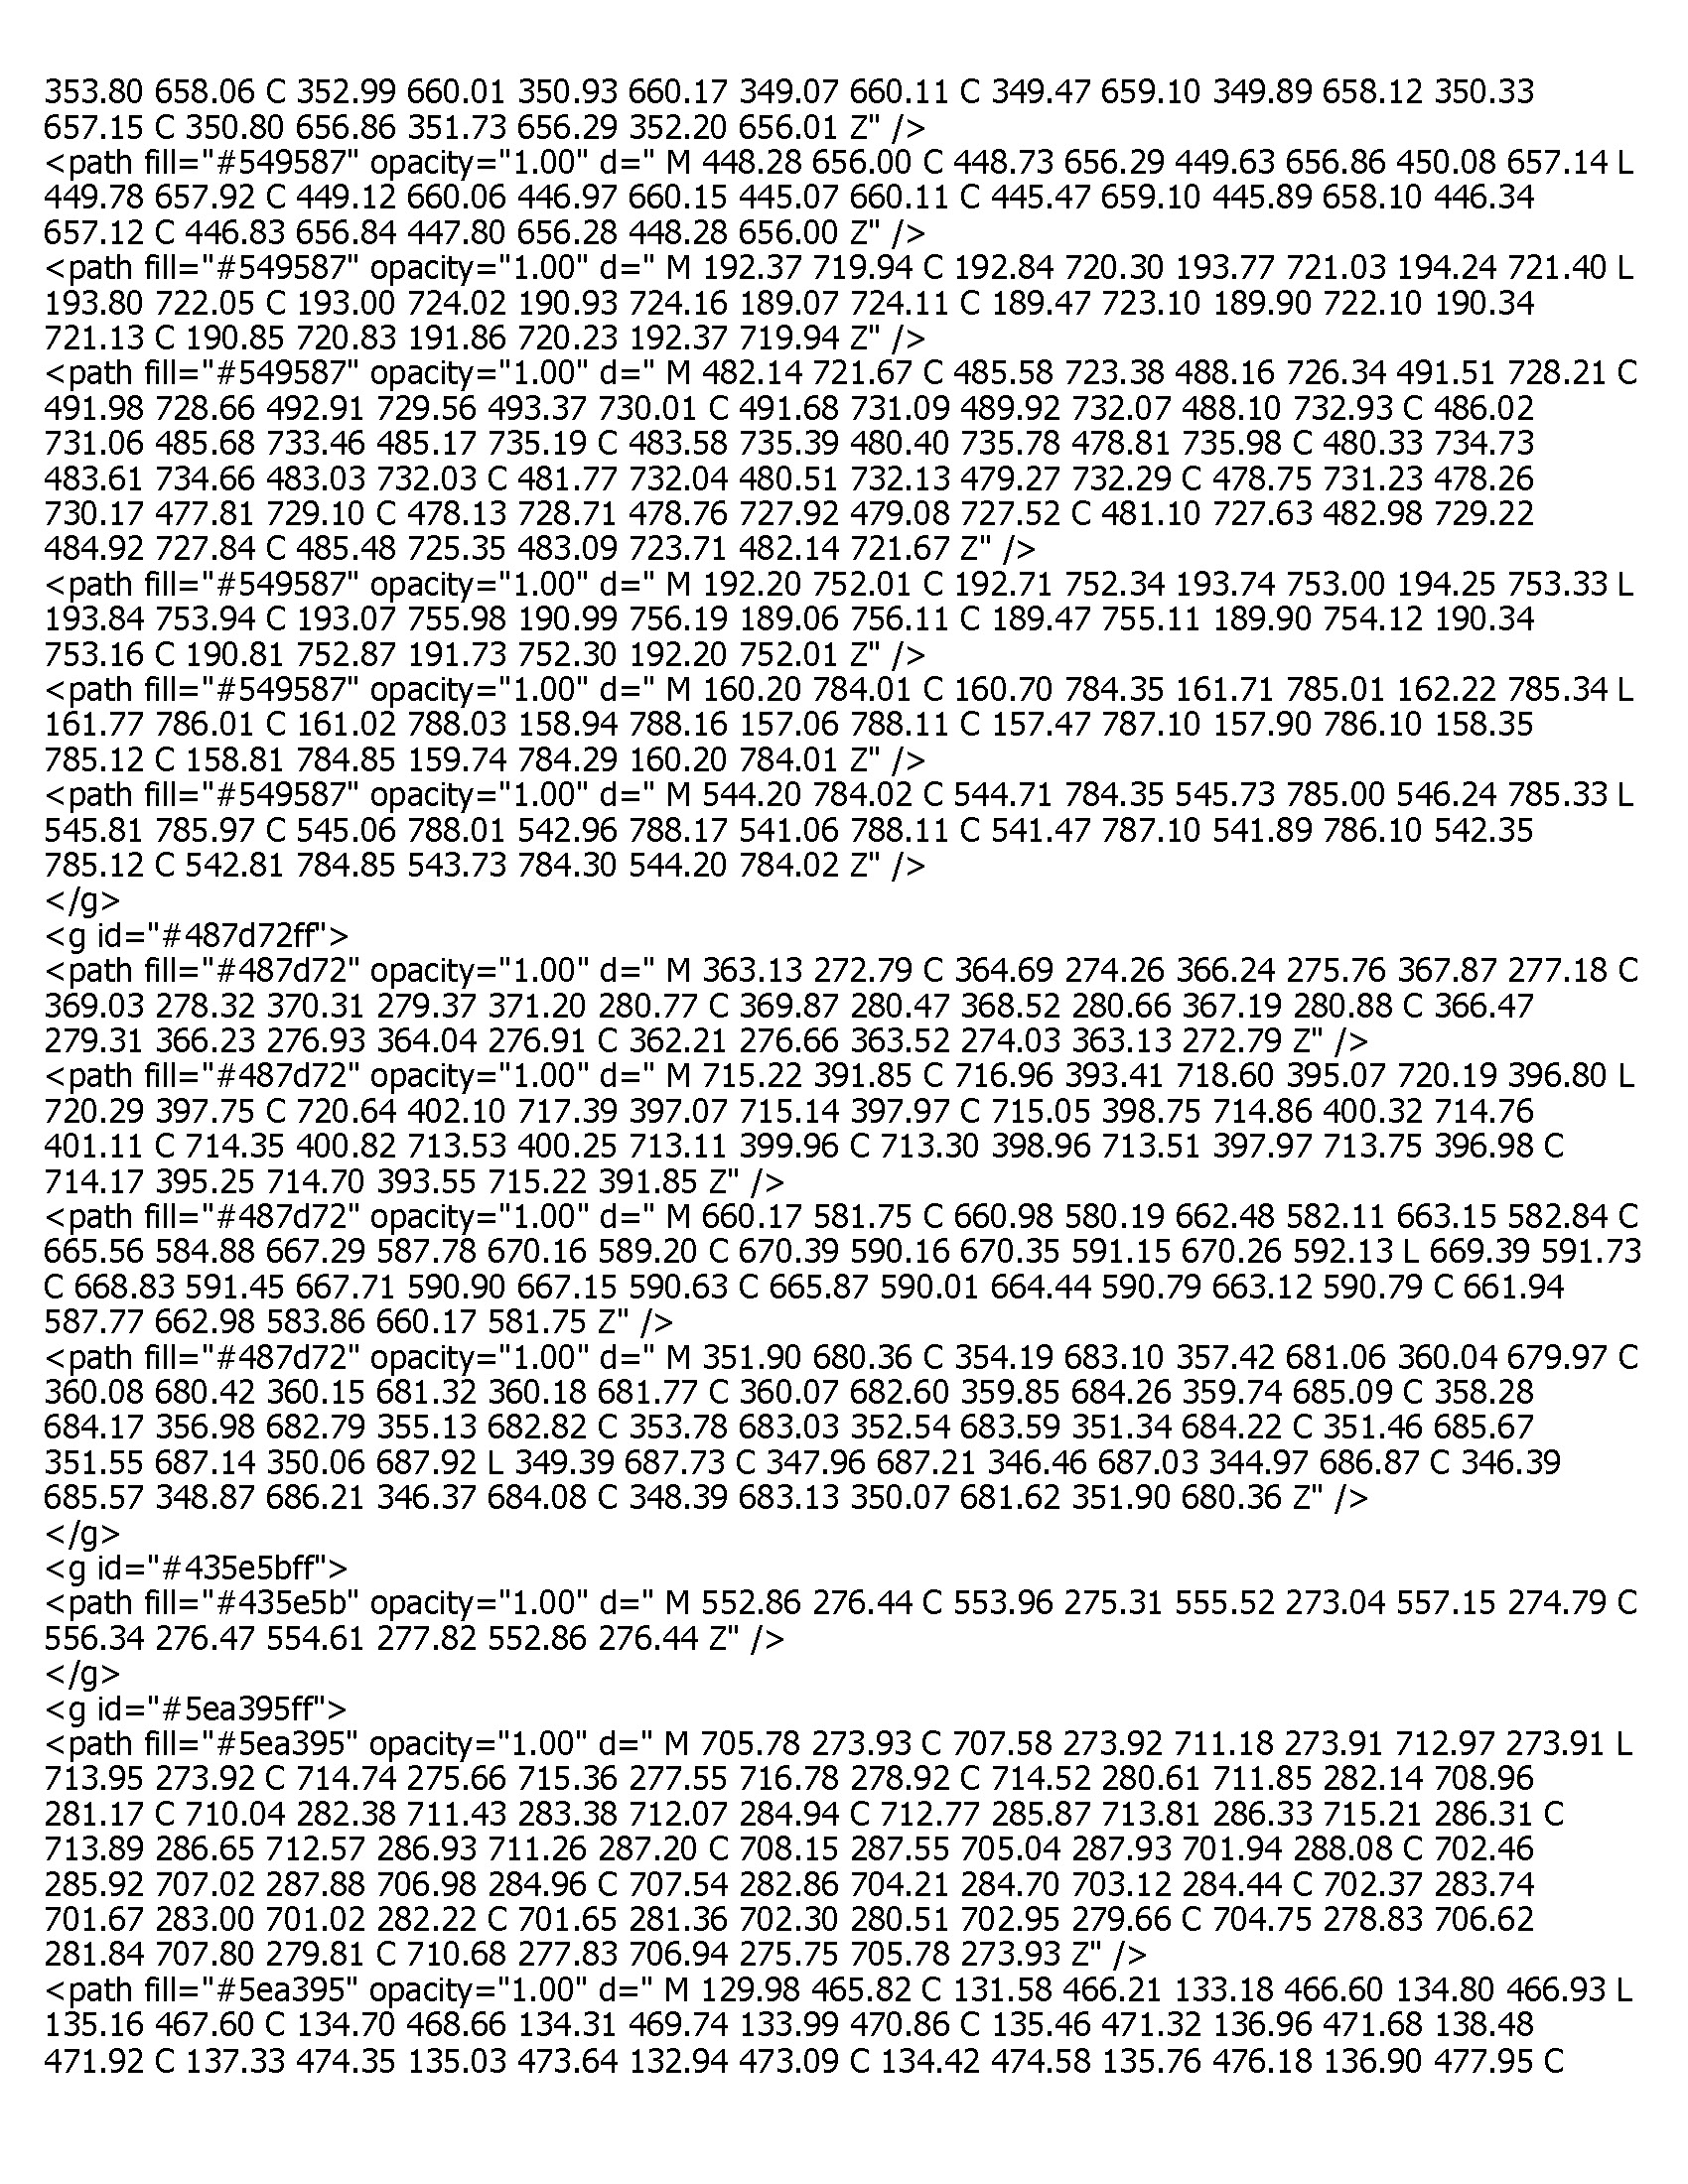 353.80 658.06 C 352.99 660.01 350.93 660.17 349.07 660.11 C 349.47 659.10 349.89 658.12 350.33
657.15 C 350.80 656.86 351.73 656.29 352.20 656.01 Z" />
<path fill="#549587" opacity="1.00" d=" M 448.28 656.00 C 448.73 656.29 449.63 656.86 450.08 657.14 L
449.78 657.92 C 449.12 660.06 446.97 660.15 445.07 660.11 C 445.47 659.10 445.89 658.10 446.34
657.12 C 446.83 656.84 447.80 656.28 448.28 656.00 Z" />
<path fill="#549587" opacity="1.00" d=" M 192.37 719.94 C 192.84 720.30 193.77 721.03 194.24 721.40 L
193.80 722.05 C 193.00 724.02 190.93 724.16 189.07 724.11 C 189.47 723.10 189.90 722.10 190.34
721.13 C 190.85 720.83 191.86 720.23 192.37 719.94 Z" />
<path fill="#549587" opacity="1.00" d=" M 482.14 721.67 C 485.58 723.38 488.16 726.34 491.51 728.21 C
491.98 728.66 492.91 729.56 493.37 730.01 C 491.68 731.09 489.92 732.07 488.10 732.93 C 486.02
731.06 485.68 733.46 485.17 735.19 C 483.58 735.39 480.40 735.78 478.81 735.98 C 480.33 734.73
483.61 734.66 483.03 732.03 C 481.77 732.04 480.51 732.13 479.27 732.29 C 478.75 731.23 478.26
730.17 477.81 729.10 C 478.13 728.71 478.76 727.92 479.08 727.52 C 481.10 727.63 482.98 729.22
484.92 727.84 C 485.48 725.35 483.09 723.71 482.14 721.67 Z" />
<path fill="#549587" opacity="1.00" d=" M 192.20 752.01 C 192.71 752.34 193.74 753.00 194.25 753.33 L
193.84 753.94 C 193.07 755.98 190.99 756.19 189.06 756.11 C 189.47 755.11 189.90 754.12 190.34
753.16 C 190.81 752.87 191.73 752.30 192.20 752.01 Z" />
<path fill="#549587" opacity="1.00" d=" M 160.20 784.01 C 160.70 784.35 161.71 785.01 162.22 785.34 L
161.77 786.01 C 161.02 788.03 158.94 788.16 157.06 788.11 C 157.47 787.10 157.90 786.10 158.35
785.12 C 158.81 784.85 159.74 784.29 160.20 784.01 Z" />
<path fill="#549587" opacity="1.00" d=" M 544.20 784.02 C 544.71 784.35 545.73 785.00 546.24 785.33 L
545.81 785.97 C 545.06 788.01 542.96 788.17 541.06 788.11 C 541.47 787.10 541.89 786.10 542.35
785.12 C 542.81 784.85 543.73 784.30 544.20 784.02 Z" />
</g>
<g id="#487d72ff">
<path fill="#487d72" opacity="1.00" d=" M 363.13 272.79 C 364.69 274.26 366.24 275.76 367.87 277.18 C
369.03 278.32 370.31 279.37 371.20 280.77 C 369.87 280.47 368.52 280.66 367.19 280.88 C 366.47
279.31 366.23 276.93 364.04 276.91 C 362.21 276.66 363.52 274.03 363.13 272.79 Z" />
<path fill="#487d72" opacity="1.00" d=" M 715.22 391.85 C 716.96 393.41 718.60 395.07 720.19 396.80 L
720.29 397.75 C 720.64 402.10 717.39 397.07 715.14 397.97 C 715.05 398.75 714.86 400.32 714.76
401.11 C 714.35 400.82 713.53 400.25 713.11 399.96 C 713.30 398.96 713.51 397.97 713.75 396.98 C
714.17 395.25 714.70 393.55 715.22 391.85 Z" />
<path fill="#487d72" opacity="1.00" d=" M 660.17 581.75 C 660.98 580.19 662.48 582.11 663.15 582.84 C
665.56 584.88 667.29 587.78 670.16 589.20 C 670.39 590.16 670.35 591.15 670.26 592.13 L 669.39 591.73
C 668.83 591.45 667.71 590.90 667.15 590.63 C 665.87 590.01 664.44 590.79 663.12 590.79 C 661.94
587.77 662.98 583.86 660.17 581.75 Z" />
<path fill="#487d72" opacity="1.00" d=" M 351.90 680.36 C 354.19 683.10 357.42 681.06 360.04 679.97 C
360.08 680.42 360.15 681.32 360.18 681.77 C 360.07 682.60 359.85 684.26 359.74 685.09 C 358.28
684.17 356.98 682.79 355.13 682.82 C 353.78 683.03 352.54 683.59 351.34 684.22 C 351.46 685.67
351.55 687.14 350.06 687.92 L 349.39 687.73 C 347.96 687.21 346.46 687.03 344.97 686.87 C 346.39
685.57 348.87 686.21 346.37 684.08 C 348.39 683.13 350.07 681.62 351.90 680.36 Z" />
</g>
<g id="#435e5bff">
<path fill="#435e5b" opacity="1.00" d=" M 552.86 276.44 C 553.96 275.31 555.52 273.04 557.15 274.79 C
556.34 276.47 554.61 277.82 552.86 276.44 Z" />
</g>
<g id="#5ea395ff">
<path fill="#5ea395" opacity="1.00" d=" M 705.78 273.93 C 707.58 273.92 711.18 273.91 712.97 273.91 L
713.95 273.92 C 714.74 275.66 715.36 277.55 716.78 278.92 C 714.52 280.61 711.85 282.14 708.96
281.17 C 710.04 282.38 711.43 283.38 712.07 284.94 C 712.77 285.87 713.81 286.33 715.21 286.31 C
713.89 286.65 712.57 286.93 711.26 287.20 C 708.15 287.55 705.04 287.93 701.94 288.08 C 702.46
285.92 707.02 287.88 706.98 284.96 C 707.54 282.86 704.21 284.70 703.12 284.44 C 702.37 283.74
701.67 283.00 701.02 282.22 C 701.65 281.36 702.30 280.51 702.95 279.66 C 704.75 278.83 706.62
281.84 707.80 279.81 C 710.68 277.83 706.94 275.75 705.78 273.93 Z" />
<path fill="#5ea395" opacity="1.00" d=" M 129.98 465.82 C 131.58 466.21 133.18 466.60 134.80 466.93 L
135.16 467.60 C 134.70 468.66 134.31 469.74 133.99 470.86 C 135.46 471.32 136.96 471.68 138.48
471.92 C 137.33 474.35 135.03 473.64 132.94 473.09 C 134.42 474.58 135.76 476.18 136.90 477.95 C